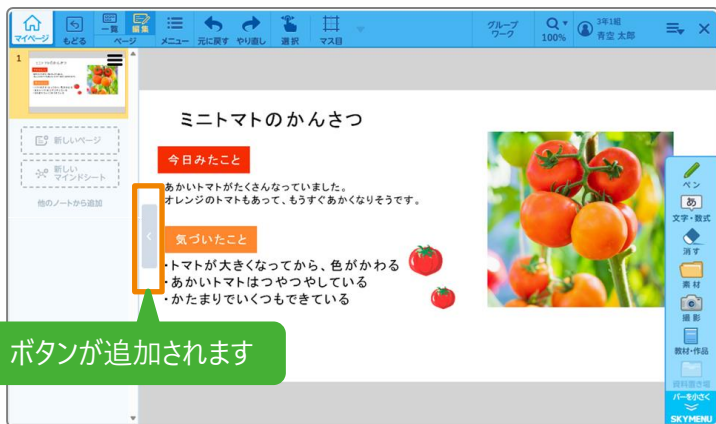 マイページ
もどる
一覧
編集
ページ
メニュー
元に戻す
やり直し
選択
マス目
グループ
ワーク
100%
3年1組
青空 太郎
1
新しいページ
新しい
マインドシート
他のノートから追加
ミニトマトのかんさつ
今日みたこと
あかいトマトがたくさんなっていました。
オレンジのトマトもあって、もうすぐあかくなりそうです。
気づいたこと
・トマトが大きくなってから、色がかわる
・あかいトマトはつやつやしている
・かたまりでいくつもできている
ボタンが追加されます
ペン
あ
文字・数式
消す
素材
撮影
教材・作品
資料置き場
バーを小さく
SKYMENU